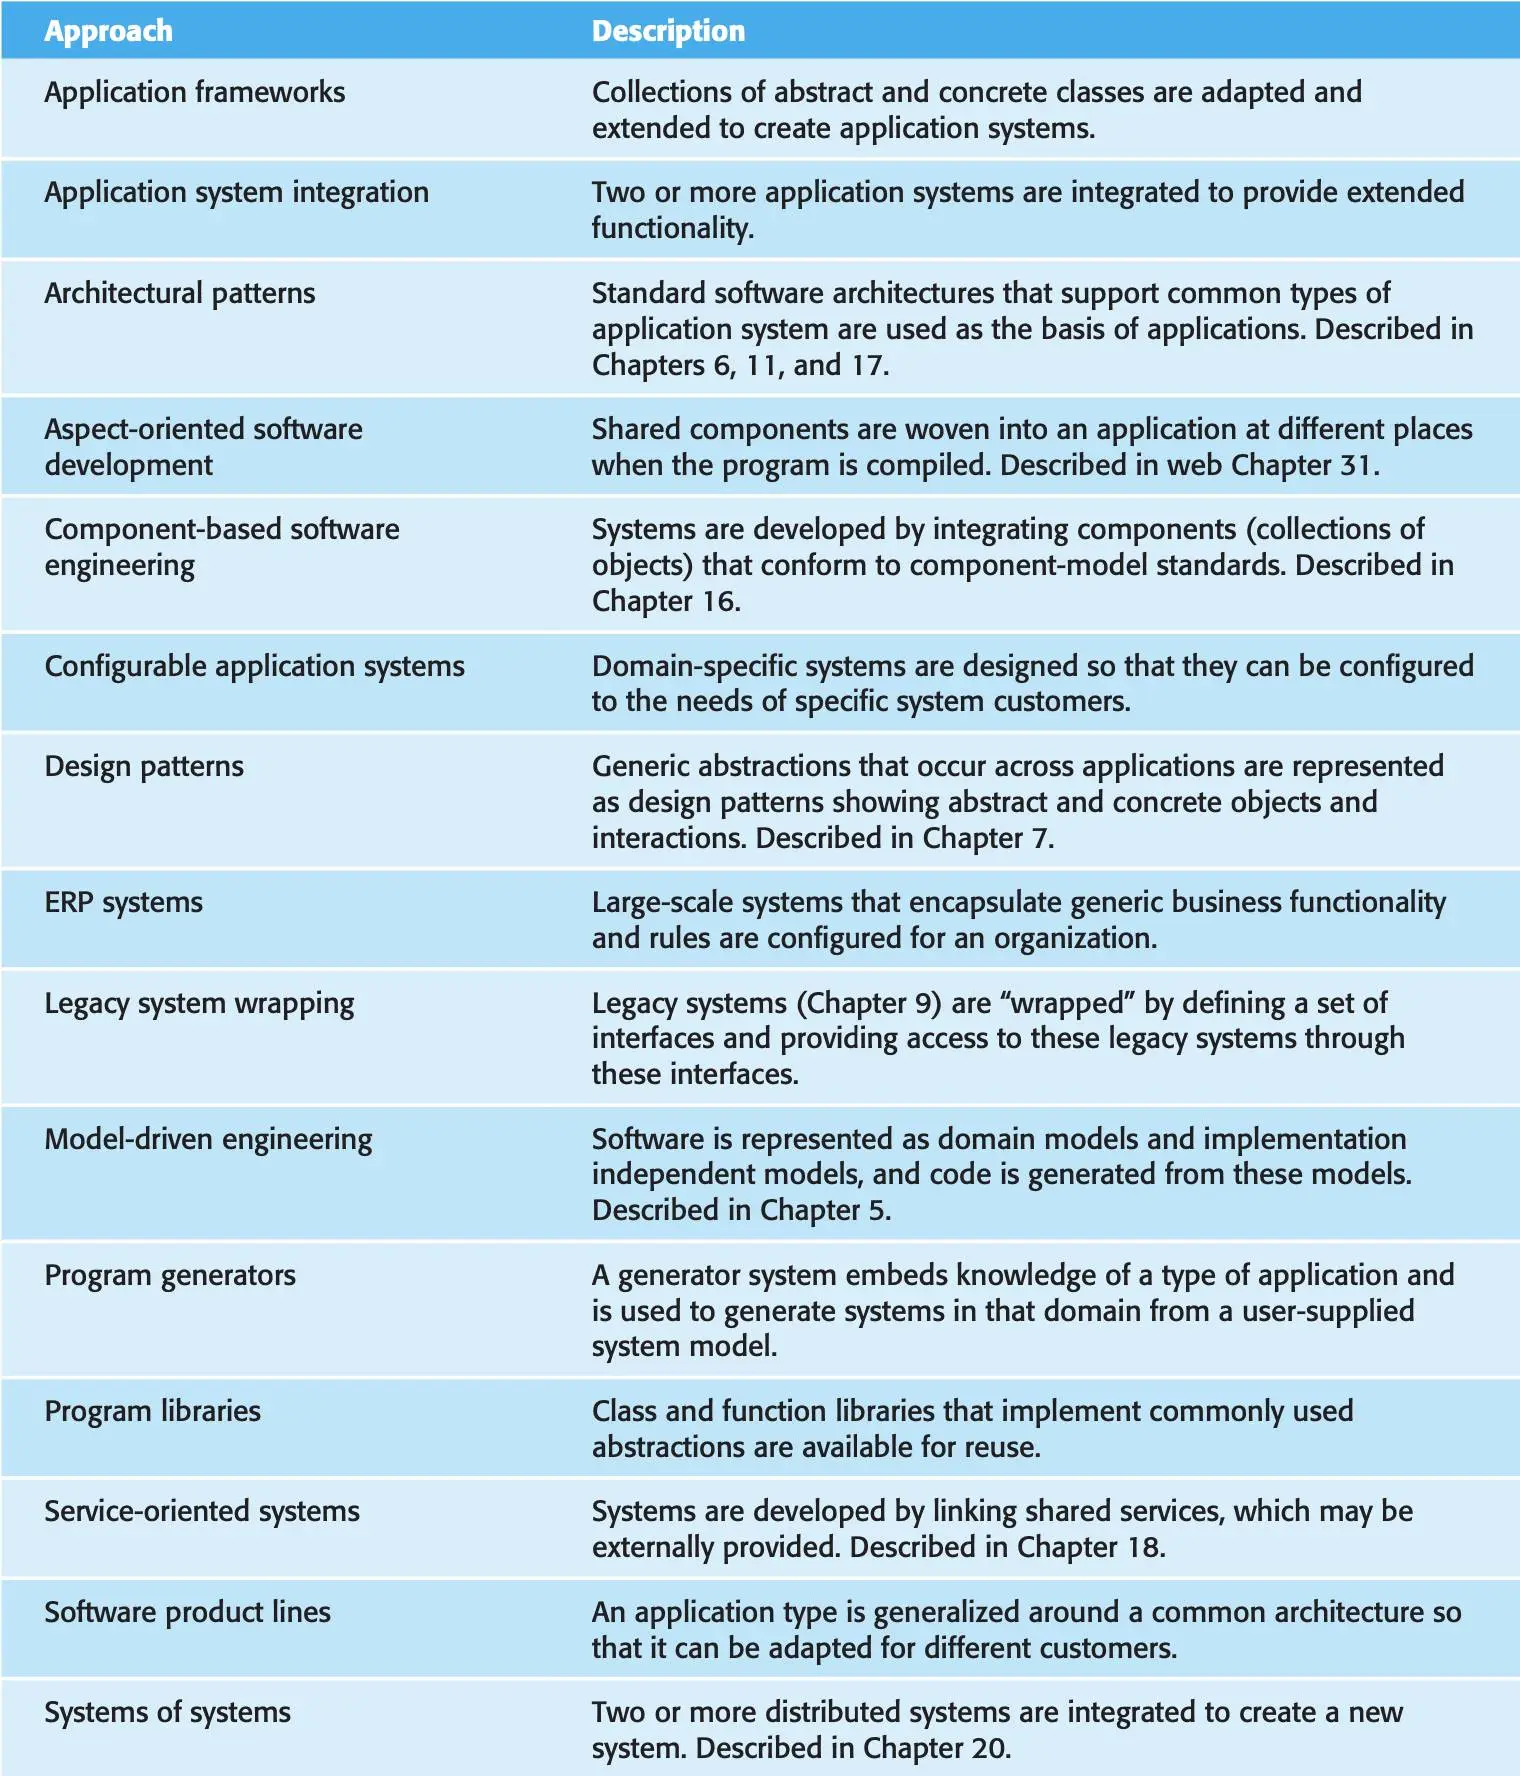 Approach Description
Application frameworks Collections of abstract and concrete classes are adapted and
extended to create application systems.
Application system integration Two or more application systems are integrated to provide extended
functionality.
Architectural patterns Standard software architectures that support common types of
application system are used as the basis of applications. Described in
Chapters 6, 11, and 17.
Aspect-oriented software Shared components are woven into an application at different places
development when the program is compiled. Described in web Chapter 31.
Component-based software Systems are developed by integrating components (collections of
engineering objects) that conform to component-model standards. Described in
Chapter 16.
Configurable application systems Domain-specific systems are designed so that they can be configured
to the needs of specific system customers.
Design patterns Generic abstractions that occur across applications are represented
as design patterns showing abstract and concrete objects and
interactions. Described in Chapter 7.
ERP systems Large-scale systems that encapsulate generic business functionality
and rules are configured for an organization.
Legacy system wrapping Legacy systems (Chapter 9) are “wrapped” by defining a set of
interfaces and providing access to these legacy systems through
these interfaces.
Model-driven engineering Software is represented as domain models and implementation
independent models, and code is generated from these models.
Described in Chapter 5.
Program generators A generator system embeds knowledge of a type of application and
is used to generate systems in that domain from a user-supplied
system model.
Program libraries Class and function libraries that implement commonly used
abstractions are available for reuse.
Service-oriented systems Systems are developed by linking shared services, which may be
externally provided. Described in Chapter 18.
Software product lines An application type is generalized around a common architecture so
that it can be adapted for different customers.
Systems of systems Two or more distributed systems are integrated to create a new
system. Described in Chapter 20.